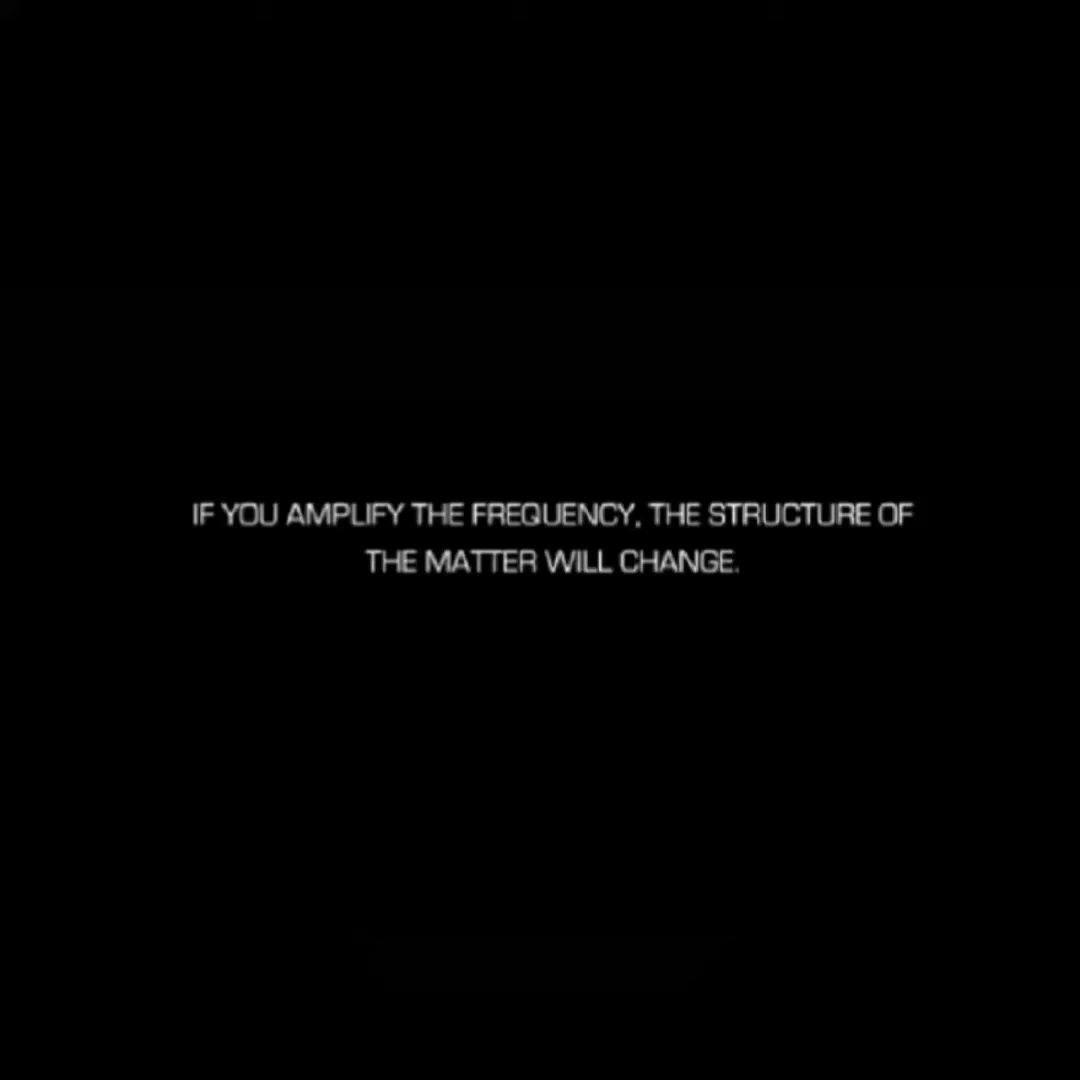 IF YOU AMPLIFY THE FREQUENCY, THE STRUCTURE OF
THE MATTER WILL CHANGE.